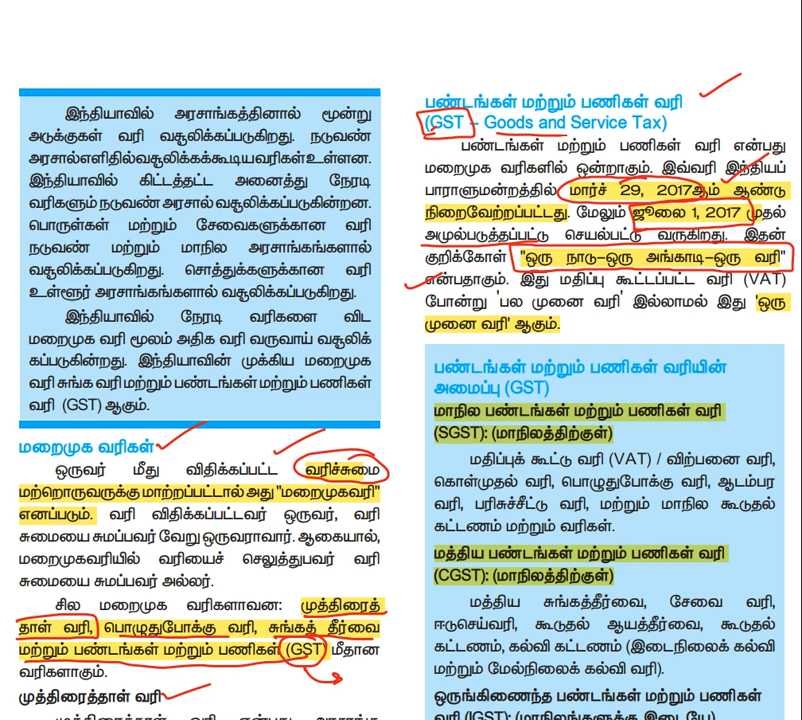 இந்தியாவில் அரசாங்கத்தினால் மூன்று
அடுக்குகள் வரி வசூலிக்கப்படுகிறது. நடுவண்
அரசால் எளிதில் வசூலிக்கக்கூடிய வரிகள் உள்ளன.
இந்தியாவில் கிட்டத்தட்ட அனைத்து நேரடி
வரிகளும் நடுவண் அரசால் வசூலிக்கப்படுகின்றன.
பொருள்கள் மற்றும் சேவைகளுக்கான வரி
நடுவண் மற்றும் மாநில அரசாங்கங்களால்
வசூலிக்கப்படுகிறது. சொத்துக்களுக்கான வரி
உள்ளூர் அரசாங்கங்களால் வசூலிக்கப்படுகிறது.
இந்தியாவில் நேரடி வரிகளை விட
மறைமுக வரி மூலம் அதிக வரி வருவாய் வசூலிக்
கப்படுகின்றது. இந்தியாவின் முக்கிய மறைமுக
வரி சுங்க வரி மற்றும் பண்டங்கள் மற்றும் பணிகள்
வரி (GST) ஆகும்.
மறைமுக வரிகள்
ஒருவர் மீது விதிக்கப்பட்ட வரிச்சுமை
மற்றொருவருக்கு மாற்றப்பட்டால் அது "மறைமுகவரி"
எனப்படும். வரி விதிக்கப்பட்டவர் ஒருவர், வரி
சுமையை சுமப்பவர் வேறு ஒருவராவார். ஆகையால்,
மறைமுகவரியில் வரியைச் செலுத்துபவர் வரி
சுமையை சுமப்பவர் அல்லர்.
சில மறைமுக வரிகளாவன: முத்திரைத்
தாள் வரி, பொழுதுபோக்கு வரி, சுங்கத் தீர்வை
மற்றும் பண்டங்கள் மற்றும் பணிகள் (GST) மீதான
வரிகளாகும்.
முத்திரைத்தாள் வரி
பண்டங்கள் மற்றும் பணிகள் வரி
(GST – Goods and Service Tax)
பண்டங்கள் மற்றும் பணிகள் வரி என்பது
மறைமுக வரிகளில் ஒன்றாகும். இவ்வரி இந்தியப்
பாராளுமன்றத்தில் மார்ச் 29, 2017ஆம் ஆண்டு
நிறைவேற்றப்பட்டது. மேலும் ஜூலை 1, 2017 முதல்
அமுல்படுத்தப்பட்டு செயல்பட்டு வருகிறது. இதன்
குறிக்கோள் "ஒரு நாடு–ஒரு அங்காடி–ஒரு வரி"
என்பதாகும். இது மதிப்பு கூட்டப்பட்ட வரி (VAT)
போன்று 'பல முனை வரி' இல்லாமல் இது 'ஒரு
முனை வரி' ஆகும்.
பண்டங்கள் மற்றும் பணிகள் வரியின்
அமைப்பு (GST)
மாநில பண்டங்கள் மற்றும் பணிகள் வரி
(SGST): (மாநிலத்திற்குள்)
மதிப்புக் கூட்டு வரி (VAT) / விற்பனை வரி,
கொள்முதல் வரி, பொழுதுபோக்கு வரி, ஆடம்பர
வரி, பரிசுச்சீட்டு வரி, மற்றும் மாநில கூடுதல்
கட்டணம் மற்றும் வரிகள்.
மத்திய பண்டங்கள் மற்றும் பணிகள் வரி
(CGST): (மாநிலத்திற்குள்)
மத்திய சுங்கத்தீர்வை, சேவை வரி,
ஈடுசெய்வரி, கூடுதல் ஆயத்தீர்வை, கூடுதல்
கட்டணம், கல்வி கட்டணம் (இடைநிலைக் கல்வி
மற்றும் மேல்நிலைக் கல்வி வரி).
ஒருங்கிணைந்த பண்டங்கள் மற்றும் பணிகள்
வரி (IGST): (மாநிலங்களுக்கு இடையே)